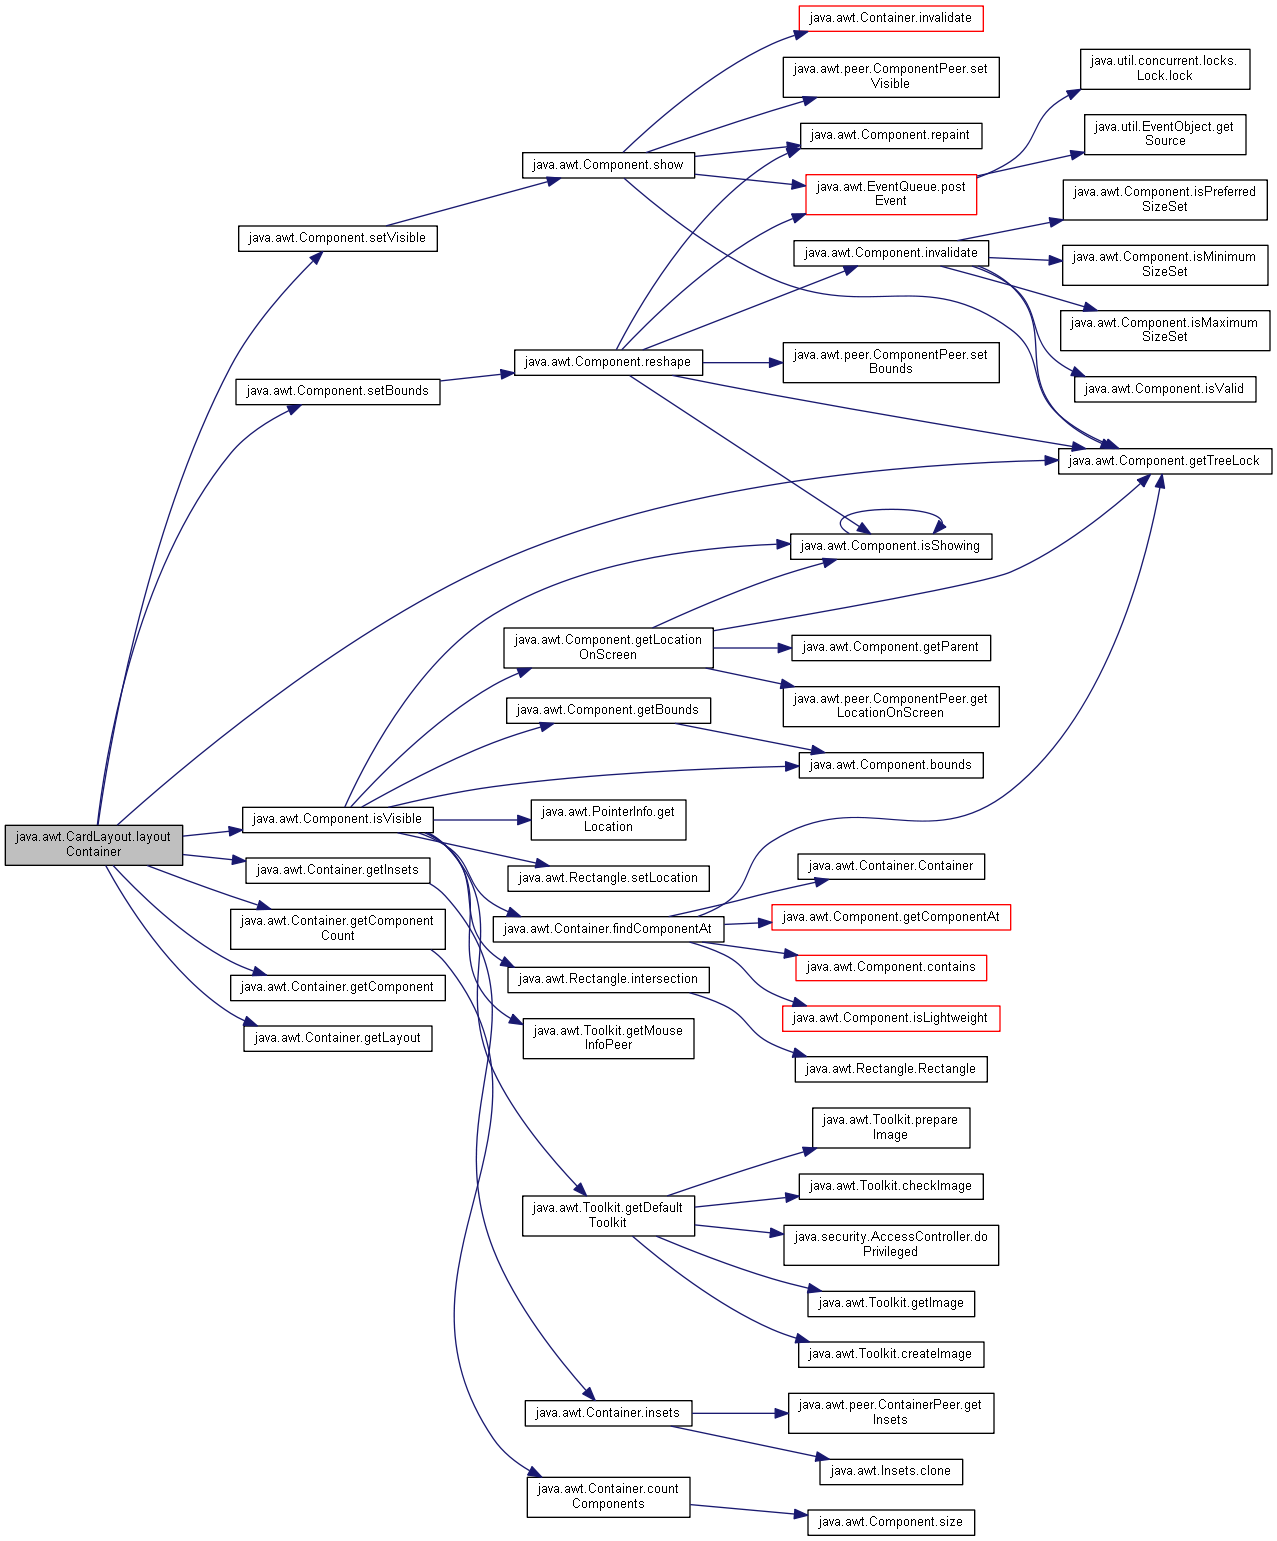 java.awt.Container.invalidate
java.awt.peer.ComponentPeer.set
Visible
java.util.concurrent.locks.
Lock.lock
java.awt.Component.repaint
java.util.EventObject.get
Source
java.awt.Component.show
java.awt.EventQueue.post
Event
java.awt.Component.isPreferred
SizeSet
java.awt.Component.setVisible
java.awt.Component.invalidate
java.awt.Component.isMinimum
SizeSet
java.awt.Component.isMaximum
SizeSet
java.awt.Component.reshape
java.awt.peer.ComponentPeer.set
Bounds
java.awt.Component.isValid
java.awt.Component.setBounds
java.awt.Component.getTreeLock
java.awt.Component.isShowing
java.awt.Component.getLocation
OnScreen
java.awt.Component.getParent
java.awt.peer.ComponentPeer.get
LocationOnScreen
java.awt.Component.getBounds
java.awt.Component.bounds
java.awt.CardLayout.layout
Container
java.awt.Component.isVisible
java.awt.PointerInfo.get
Location
java.awt.Container.getInsets
java.awt.Rectangle.setLocation
java.awt.Container.Container
java.awt.Container.getComponent
Count
java.awt.Container.findComponentAt
java.awt.Component.getComponentAt
java.awt.Component.contains
java.awt.Container.getComponent
java.awt.Rectangle.intersection
java.awt.Component.isLightweight
java.awt.Container.getLayout
java.awt.Toolkit.getMouse
InfoPeer
java.awt.Rectangle.Rectangle
java.awt.Toolkit.prepare
Image
java.awt.Toolkit.checkImage
java.awt.Toolkit.getDefault
Toolkit
java.security.AccessController.do
Privileged
java.awt.Toolkit.getImage
java.awt.Toolkit.createImage
java.awt.Container.insets
java.awt.peer.ContainerPeer.get
Insets
java.awt.Insets.clone
java.awt.Container.count
Components
java.awt.Component.size